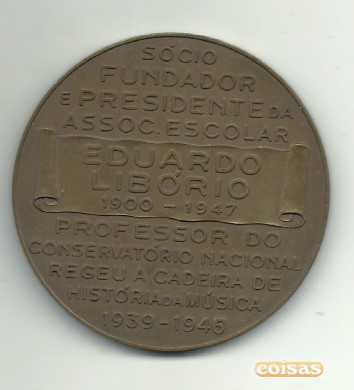 SÓCIO
FUNDADOR
E PRESIDENTE DA
ASSOC. ESCOLAR
EDUARDO
LIBÓRIO
1900 - 1947
PROFESSOR DO
CONSERVATÓRIO NACIONAL
REGEU A CADEIRA DE
HISTÓRIA DA MÚSICA
1939-1946
coisas